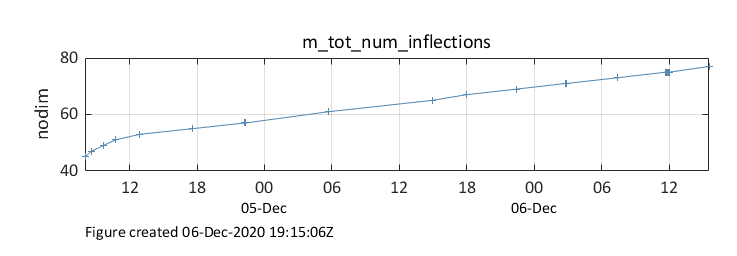 m_tot_num_inflections
80
60
40
nodim
12 18 00 06 12 18 00 06 12
05-Dec 06-Dec
Figure created 06-Dec-2020 19:15:06Z